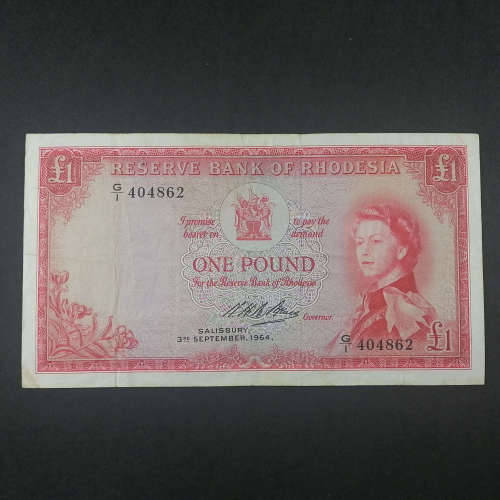 £1 RESERVE BANK OF RHODESIA £1
G/1 404862
I promise to pay the
bearer on demand
ONE POUND
For the Reserve Bank of Rhodesia
Governor.
SALISBURY,
3RD SEPTEMBER, 1964.
G/1 404862 £1